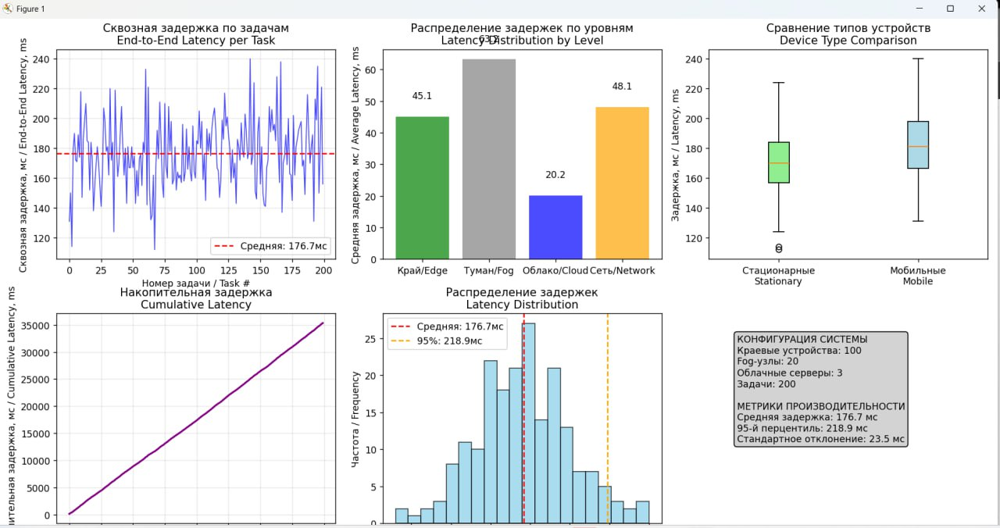 Figure 1
Сквозная задержка по задачам
End-to-End Latency per Task
Сквозная задержка, мс / End-to-End Latency, ms
240
220
200
180
160
140
120
Средняя: 176.7мс
0 25 50 75 100 125 150 175 200
Номер задачи / Task #
Распределение задержек по уровням
Latency Distribution by Level
Средняя задержка, мс / Average Latency, ms
60
50
40
30
20
10
0
45.1
63.2
20.2
48.1
Край/Edge Туман/Fog Облако/Cloud Сеть/Network
Сравнение типов устройств
Device Type Comparison
Задержка, мс / Latency, ms
240
220
200
180
160
140
120
Стационарные
Stationary
Мобильные
Mobile
Накопительная задержка
Cumulative Latency
задержка, мс / Cumulative Latency, ms
35000
30000
25000
20000
15000
10000
5000
0
Распределение задержек
Latency Distribution
Частота / Frequency
25
20
15
10
5
0
Средняя: 176.7мс
95%: 218.9мс
КОНФИГУРАЦИЯ СИСТЕМЫ
Краевые устройства: 100
Fog-узлы: 20
Облачные серверы: 3
Задачи: 200
МЕТРИКИ ПРОИЗВОДИТЕЛЬНОСТИ
Средняя задержка: 176.7 мс
95-й перцентиль: 218.9 мс
Стандартное отклонение: 23.5 мс